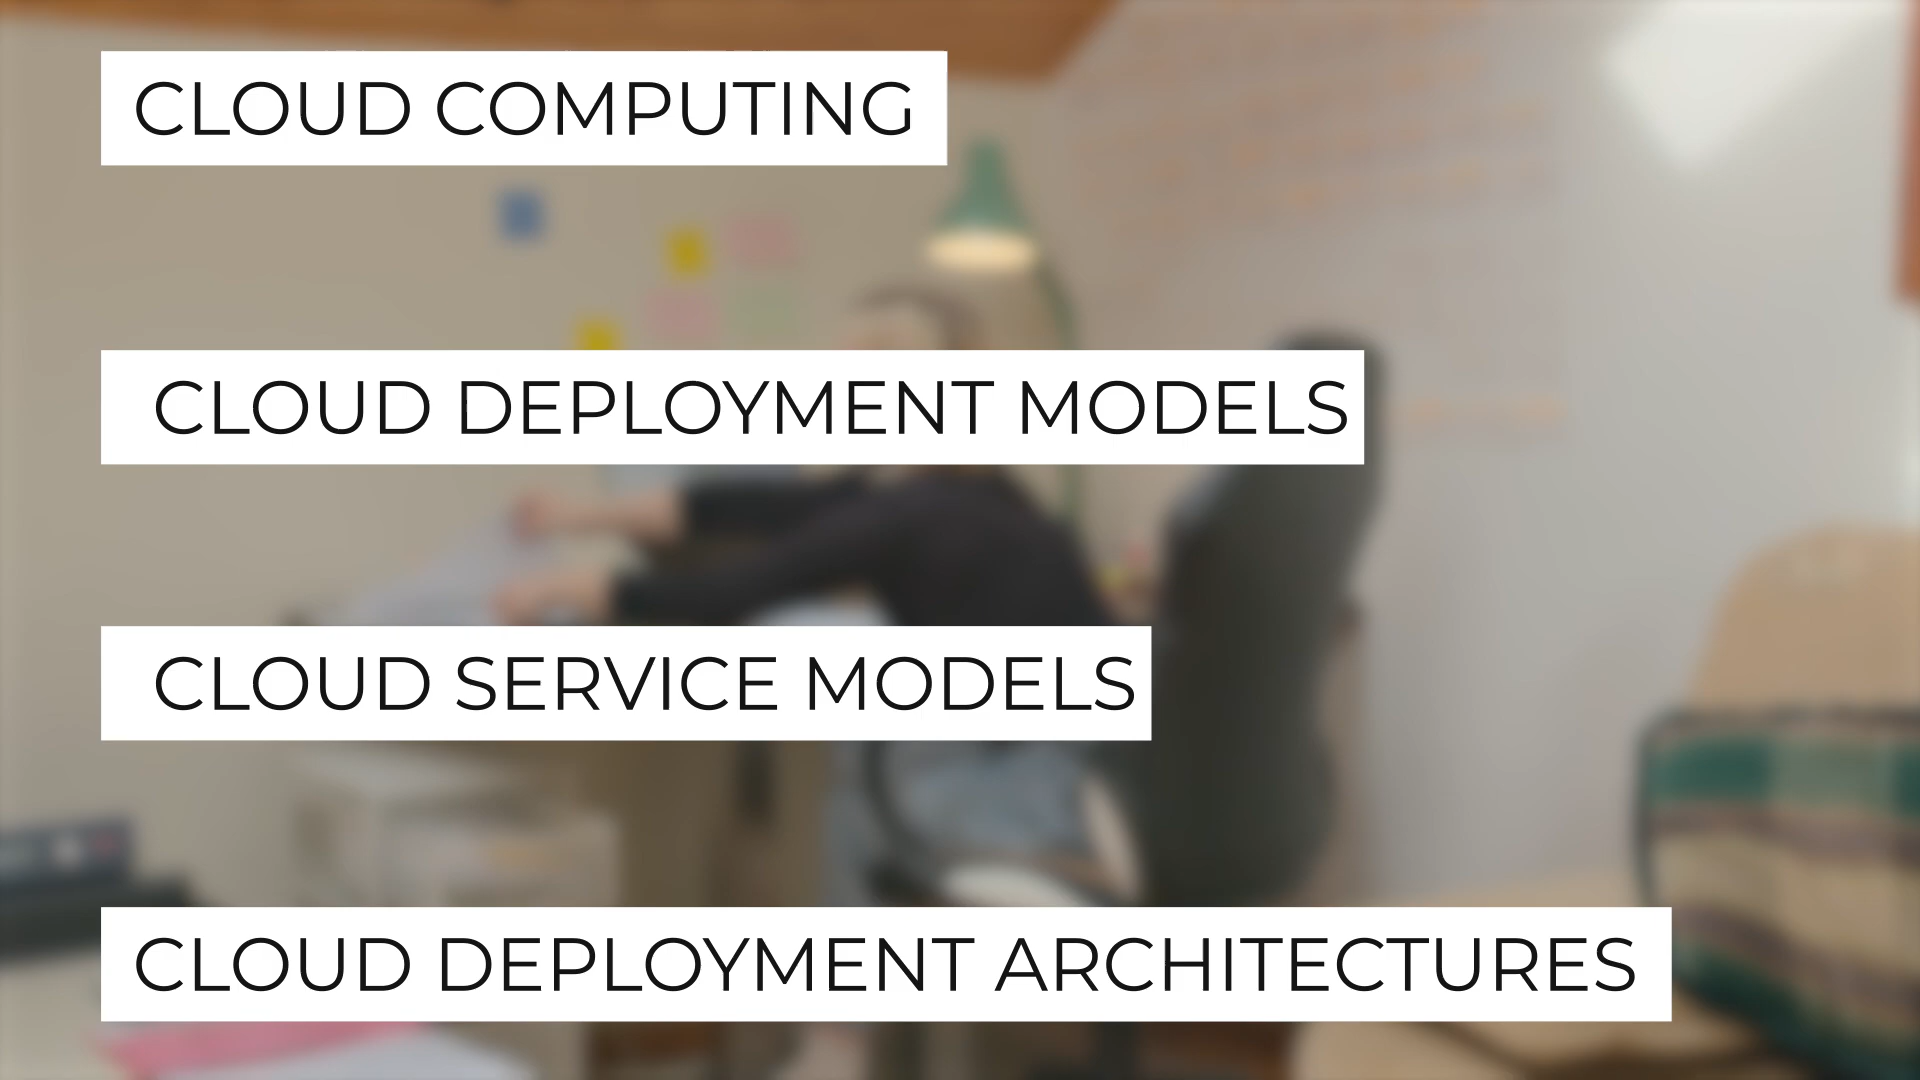 CLOUD COMPUTING
CLOUD DEPLOYMENT MODELS
CLOUD SERVICE MODELS
CLOUD DEPLOYMENT ARCHITECTURES